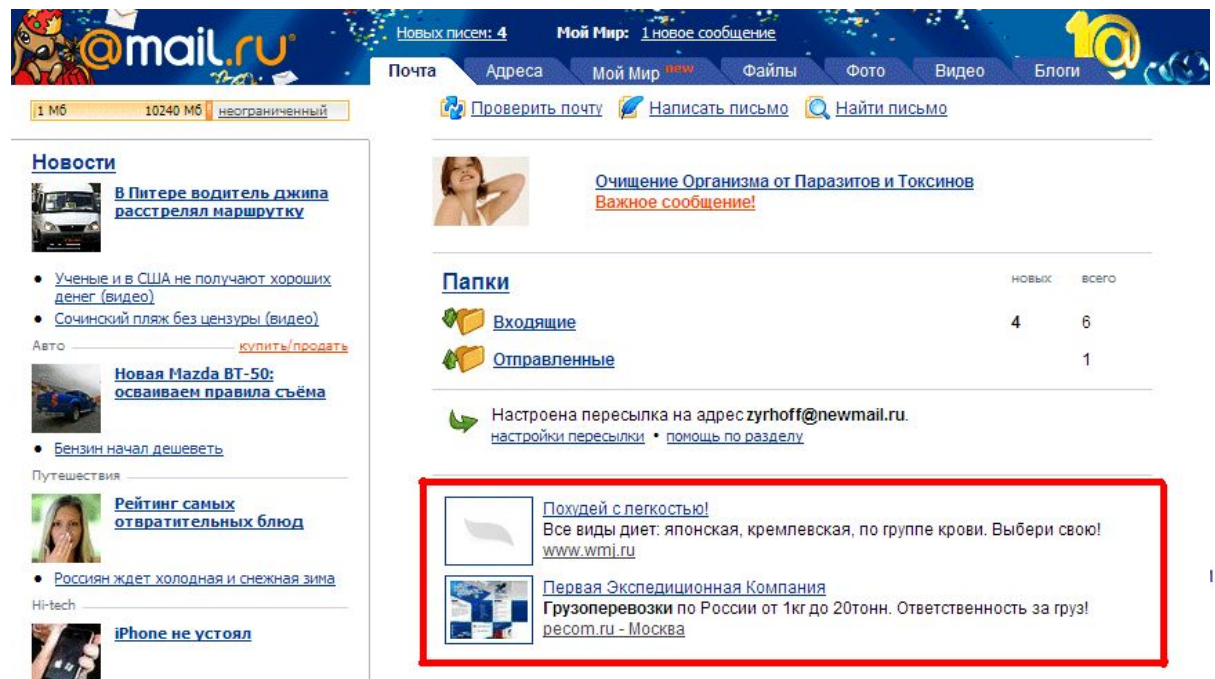 @mail.ru
Новых писем: 4
Мой Мир: 1 новое сообщение
10@
Почта
Адреса
Мой Мир new
Файлы
Фото
Видео
Блоги
1 Мб
10240 Мб
неограниченный
Проверить почту
Написать письмо
Найти письмо
Новости
В Питере водитель джипа
расстрелял маршрутку
Ученые и в США не получают хороших
денег (видео)
Сочинский пляж без цензуры (видео)
Авто
купить/продать
Новая Mazda BT-50:
осваиваем правила съёма
Бензин начал дешеветь
Путешествия
Рейтинг самых
отвратительных блюд
Россиян ждет холодная и снежная зима
Hi-tech
iPhone не устоял
Очищение Организма от Паразитов и Токсинов
Важное сообщение!
Папки
новых
всего
Входящие
4
6
Отправленные
1
Настроена пересылка на адрес zyrhoff@newmail.ru.
настройки пересылки • помощь по разделу
Похудей с легкостью!
Все виды диет: японская, кремлевская, по группе крови. Выбери свою!
www.wmj.ru
Первая Экспедиционная Компания
Грузоперевозки по России от 1кг до 20тонн. Ответственность за груз!
pecom.ru - Москва